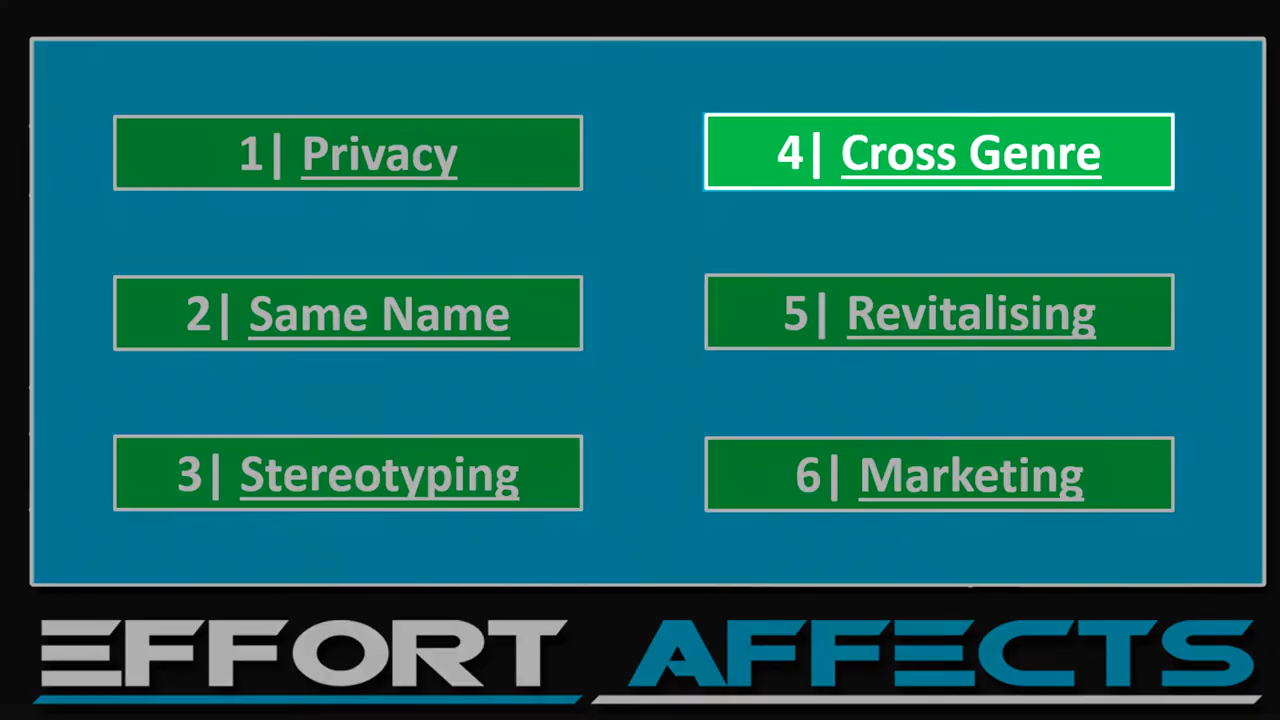 1| Privacy
2| Same Name
3| Stereotyping
4| Cross Genre
5| Revitalising
6| Marketing
EFFORT AFFECTS